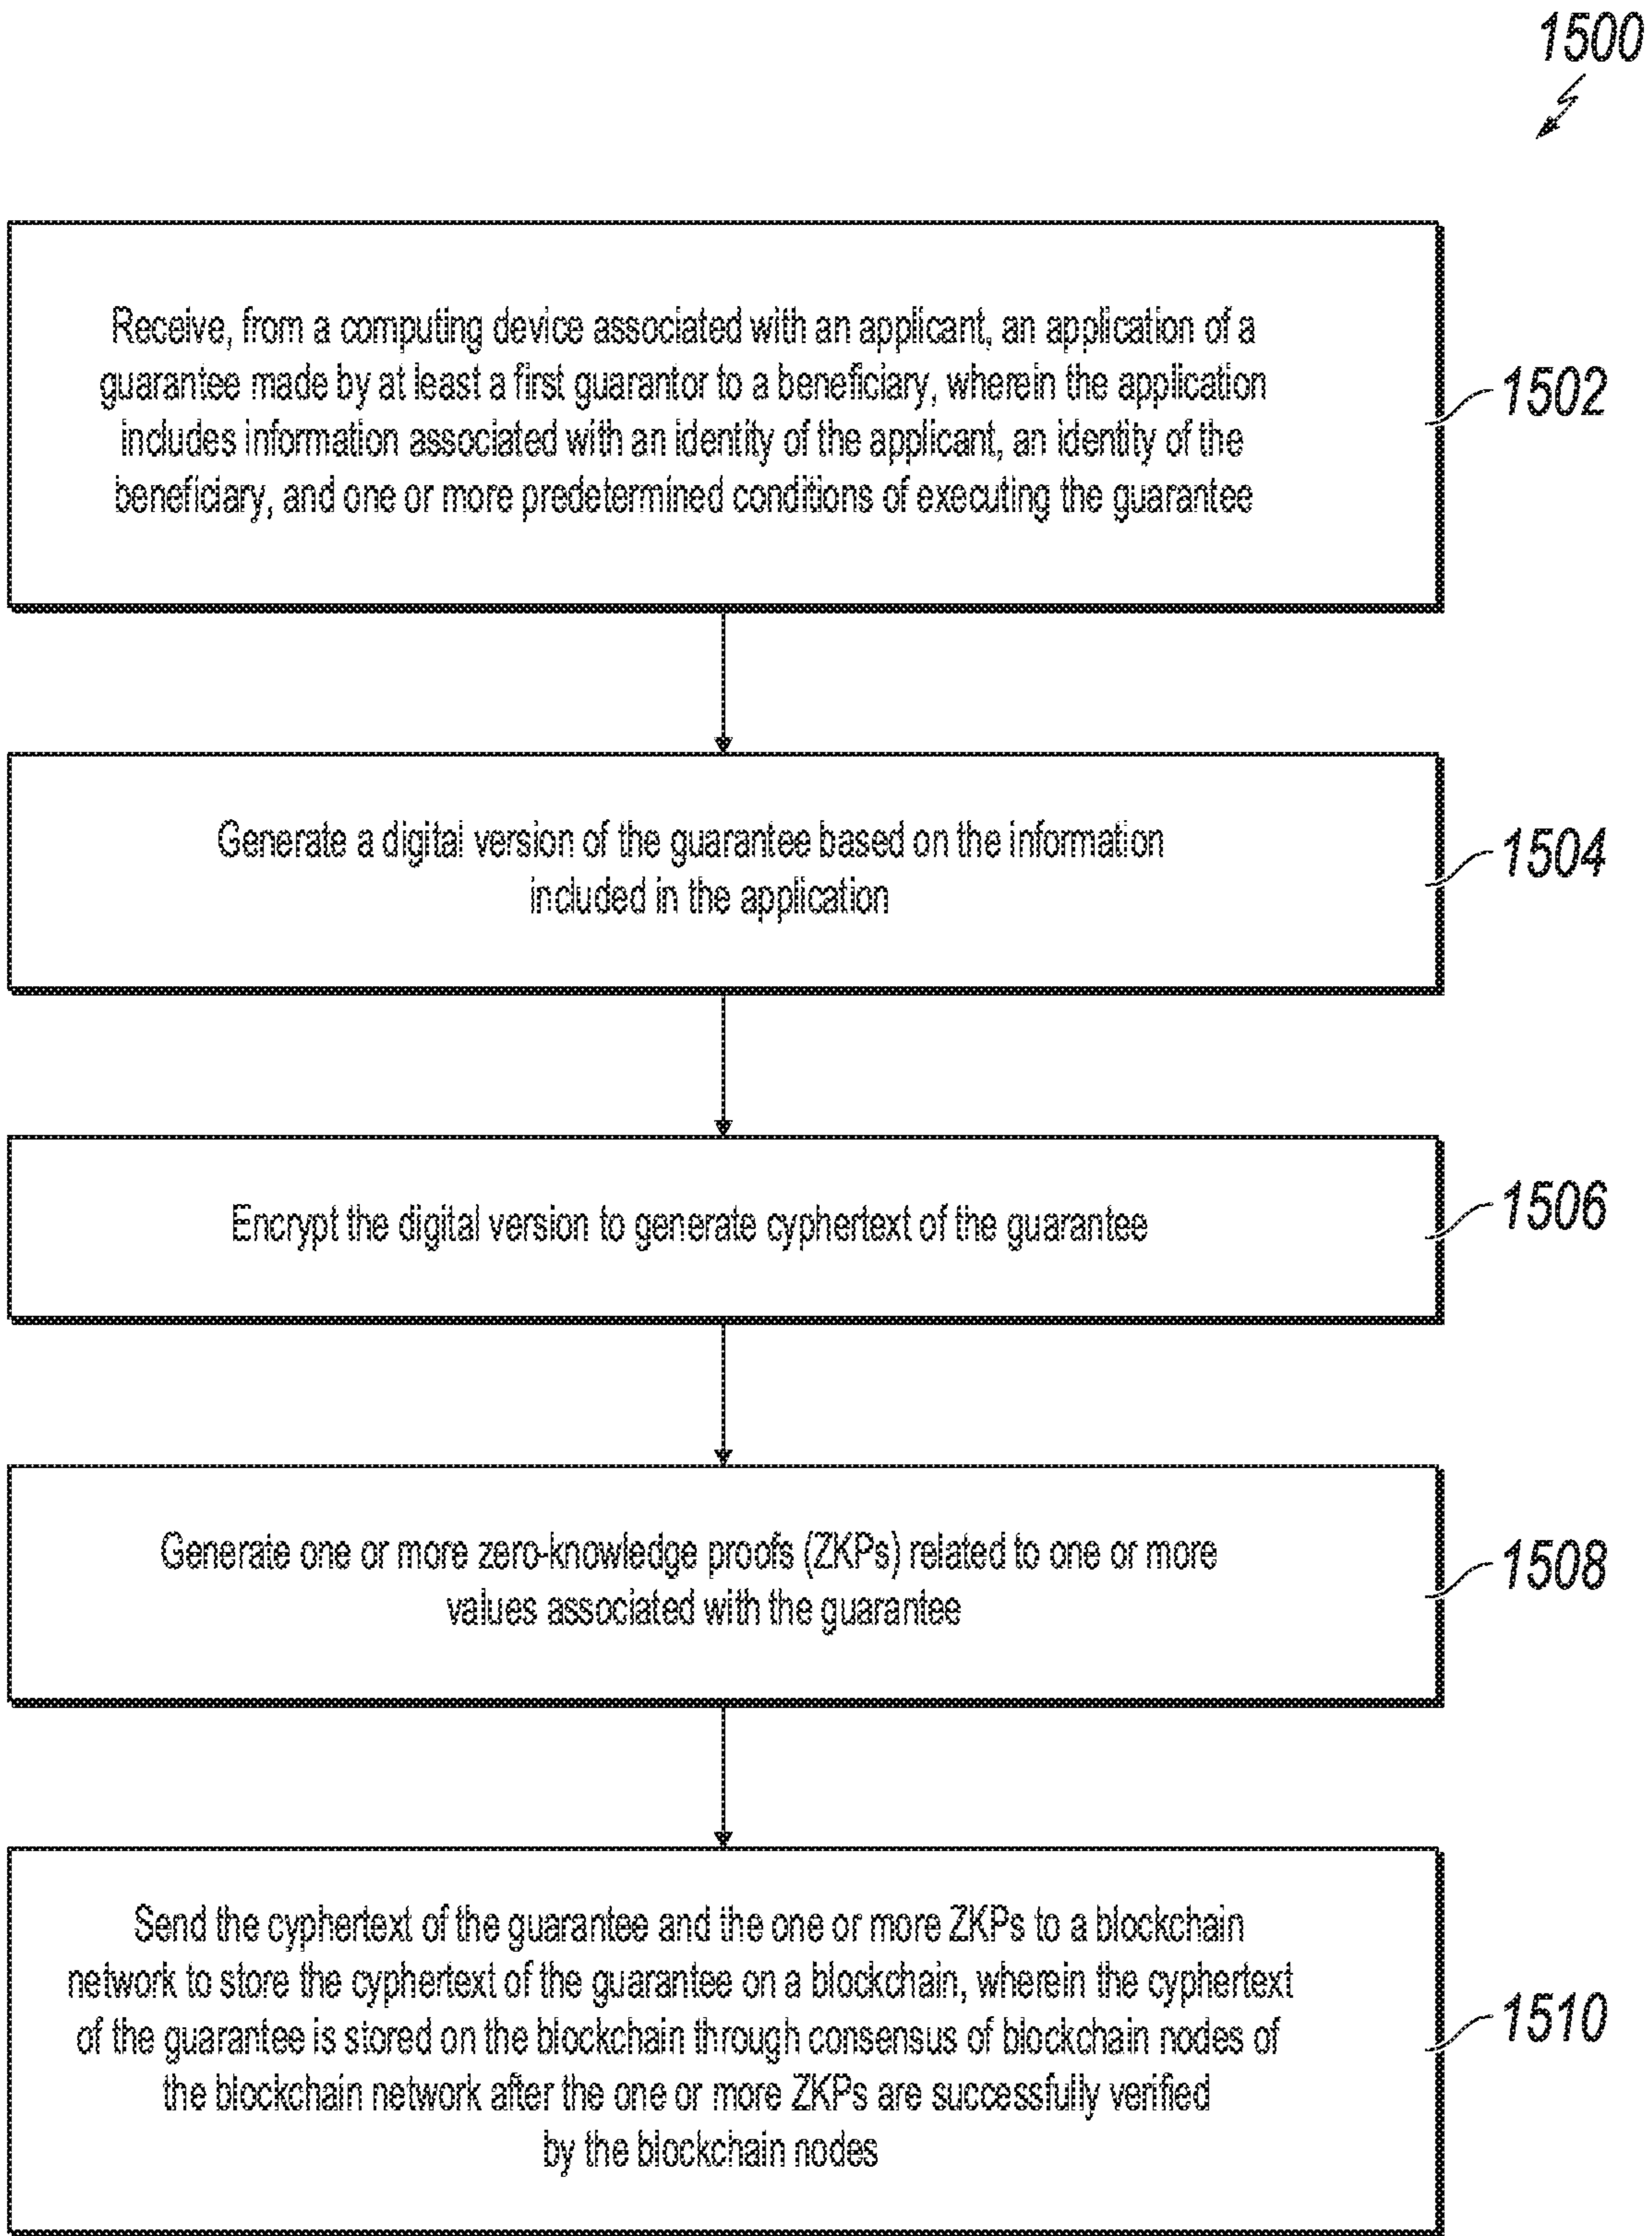 1500
Receive, from a computing device associated with an applicant, an application of a
guarantee made by at least a first guarantor to a beneficiary, wherein the application
includes information associated with an identity of the applicant, an identity of the
beneficiary, and one or more predetermined conditions of executing the guarantee
1502
Generate a digital version of the guarantee based on the information
included in the application
1504
Encrypt the digital version to generate cyphertext of the guarantee
1506
Generate one or more zero-knowledge proofs (ZKPs) related to one or more
values associated with the guarantee
1508
Send the cyphertext of the guarantee and the one or more ZKPs to a blockchain
network to store the cyphertext of the guarantee on a blockchain, wherein the cyphertext
of the guarantee is stored on the blockchain through consensus of blockchain nodes of
the blockchain network after the one or more ZKPs are successfully verified
by the blockchain nodes
1510